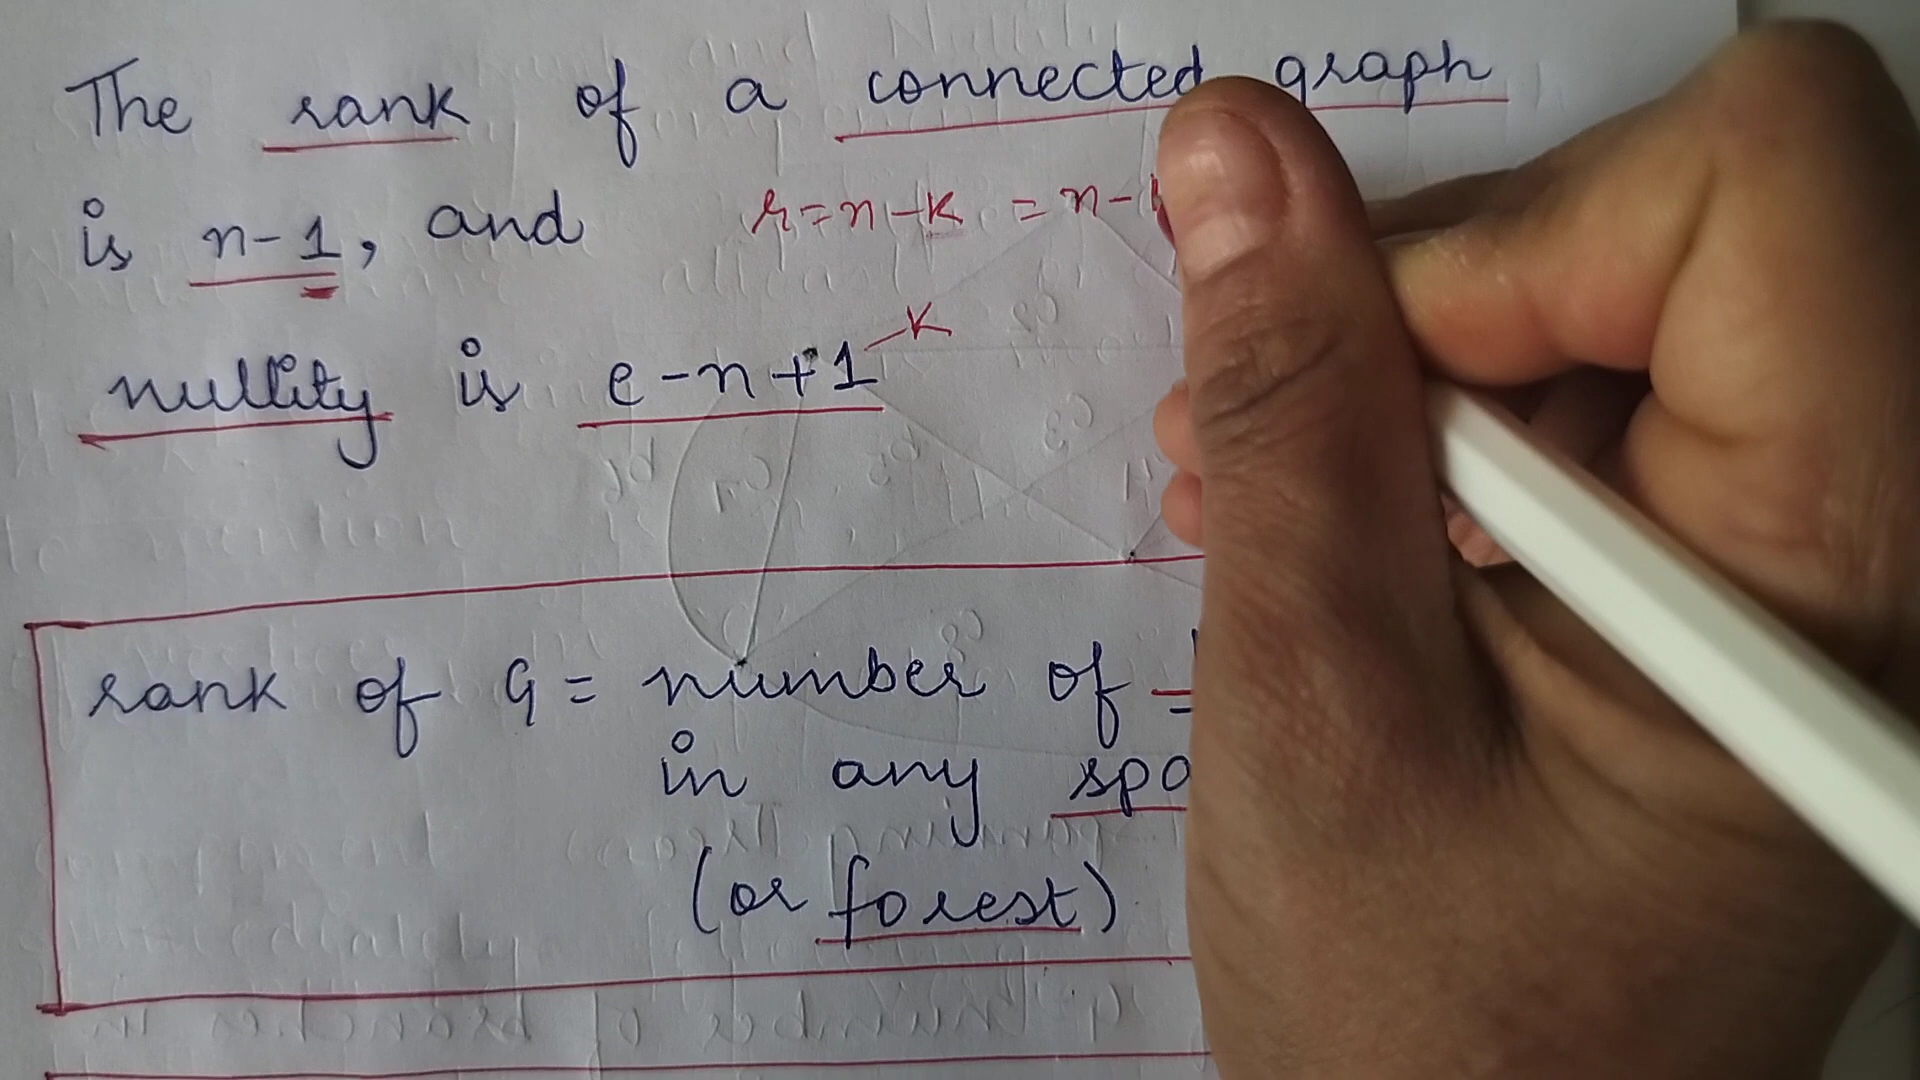 The rank of a connected graph
is n-1, and r = n-k = n-
nullity is e-n+1 k
rank of G = number of
in any
(or forest)